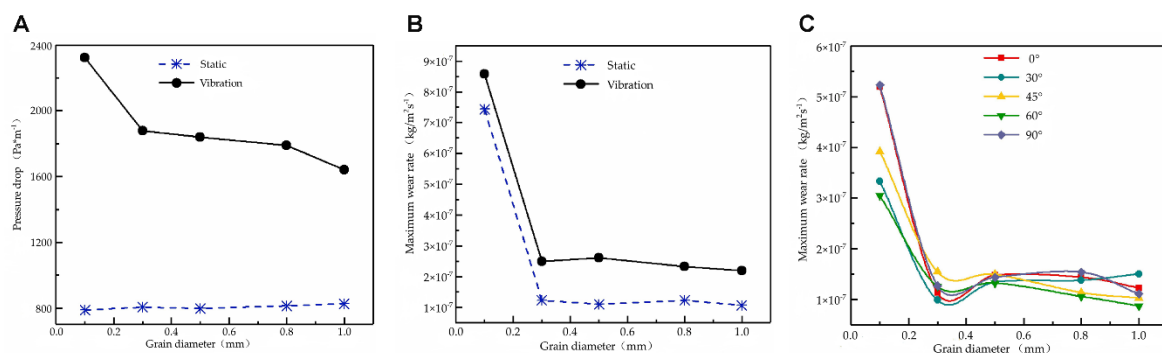 A
Pressure drop（Pa*m⁻¹）
2400
2000
1600
1200
800
0.0 0.2 0.4 0.6 0.8 1.0
Grain diameter（mm）
Static
Vibration
B
Maximum wear rate（kg/m²s⁻¹）
9×10⁻⁷
8×10⁻⁷
7×10⁻⁷
6×10⁻⁷
5×10⁻⁷
4×10⁻⁷
3×10⁻⁷
2×10⁻⁷
1×10⁻⁷
0.0 0.2 0.4 0.6 0.8 1.0
Grain diameter（mm）
Static
Vibration
C
Maximum wear rate（kg/m²s⁻¹）
6×10⁻⁷
5×10⁻⁷
4×10⁻⁷
3×10⁻⁷
2×10⁻⁷
1×10⁻⁷
0.0 0.2 0.4 0.6 0.8 1.0
Grain diameter（mm）
0°
30°
45°
60°
90°